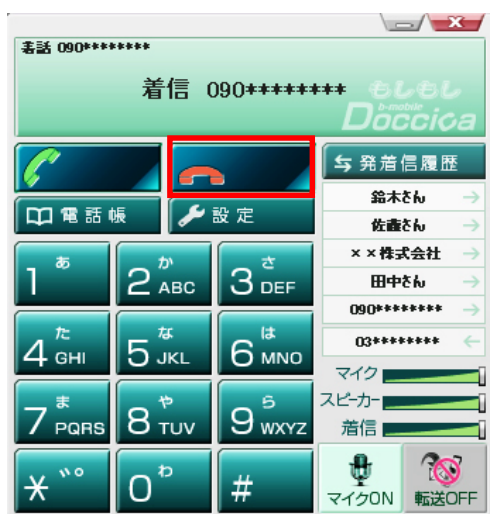 着話 090********
着信 090********
もしもし
b-mobile
Doccica
発着信履歴
電話帳
設定
鈴木さん
佐藤さん
××株式会社
田中さん
090********
03********
1 あ
2 か ABC
3 さ DEF
4 た GHI
5 な JKL
6 は MNO
7 ま PQRS
8 や TUV
9 ら WXYZ
* ゛゜
0 わ
#
マイク
スピーカー
着信
マイクON
転送OFF